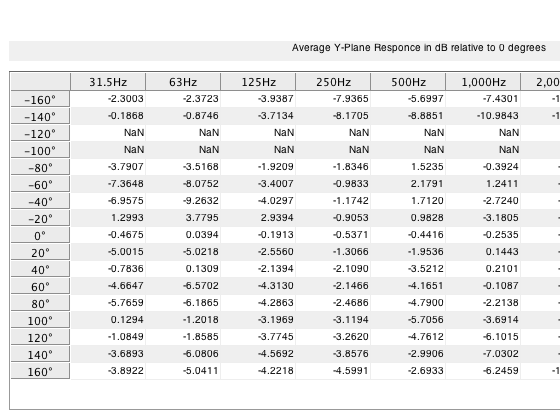 Average Y-Plane Responce in dB relative to 0 degrees
31.5Hz 63Hz 125Hz 250Hz 500Hz 1,000Hz 2,00
-160° -2.3003 -2.3723 -3.9387 -7.9365 -5.6997 -7.4301 -1
-140° -0.1868 -0.8746 -3.7134 -8.1705 -8.8851 -10.9843 -1
-120° NaN NaN NaN NaN NaN NaN
-100° NaN NaN NaN NaN NaN NaN
-80° -3.7907 -3.5168 -1.9209 -1.8346 1.5235 -0.3924 -
-60° -7.3648 -8.0752 -3.4007 -0.9833 2.1791 1.2411 -
-40° -6.9575 -9.2632 -4.0297 -1.1742 1.7120 -2.7240 -
-20° 1.2993 3.7795 2.9394 -0.9053 0.9828 -3.1805 -
0° -0.4675 0.0394 -0.1913 -0.5371 -0.4416 -0.2535 -
20° -5.0015 -5.0218 -2.5560 -1.3066 -1.9536 0.1443 -
40° -0.7836 0.1309 -2.1394 -2.1090 -3.5212 0.2101 -
60° -4.6647 -6.5702 -4.3130 -2.1466 -4.1651 -0.1087 -
80° -5.7659 -6.1865 -4.2863 -2.4686 -4.7900 -2.2138 -
100° 0.1294 -1.2018 -3.1969 -3.1194 -5.7056 -3.6914 -
120° -1.0849 -1.8585 -3.7745 -3.2620 -4.7612 -6.1015 -
140° -3.6893 -6.0806 -4.5692 -3.8576 -2.9906 -7.0302 -
160° -3.8922 -5.0411 -4.2218 -4.5991 -2.6933 -6.2459 -1